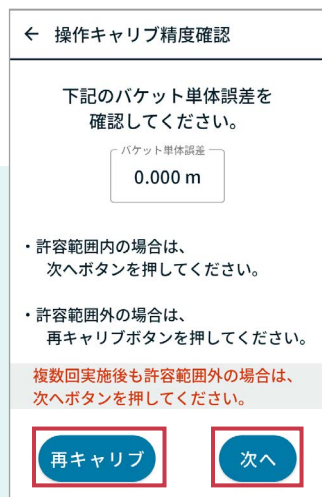 ← 操作キャリブ精度確認
下記のバケット単体誤差を
確認してください。
バケット単体誤差
0.000 m
・許容範囲内の場合は、
次へボタンを押してください。
・許容範囲外の場合は、
再キャリブボタンを押してください。
複数回実施後も許容範囲外の場合は、
次へボタンを押してください。
再キャリブ 次へ